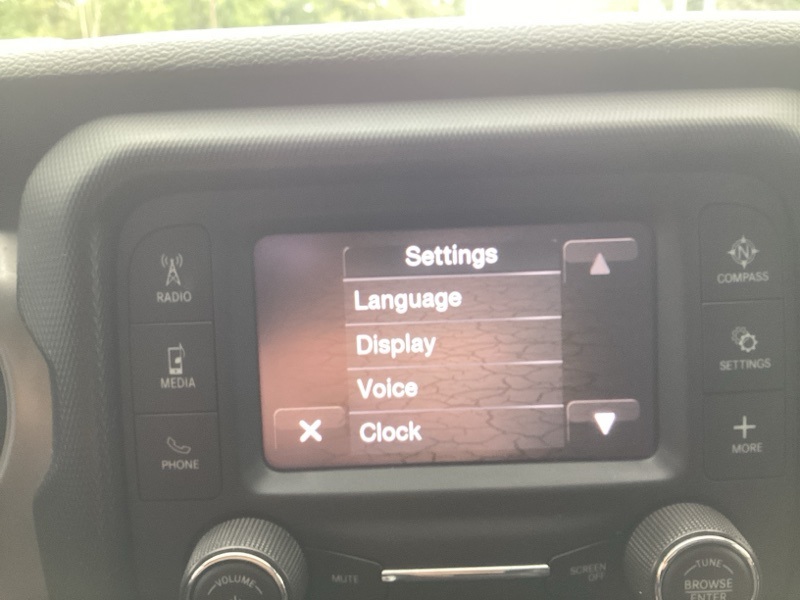 Settings
Language
Display
Voice
Clock
RADIO
MEDIA
PHONE
N
COMPASS
SETTINGS
MORE
VOLUME
MUTE
SCREEN
OFF
TUNE
BROWSE
ENTER